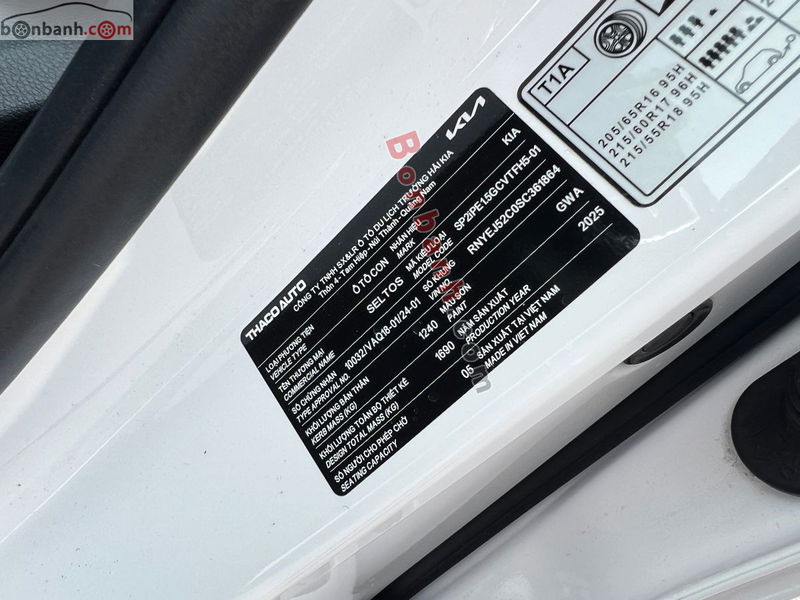 bonbanh.com
T1A
205/65R16 95H
215/60R17 96H
215/55R18 95H
THACO AUTO
KIA
CÔNG TY TNHH SX&LR Ô TÔ DU LỊCH TRƯỜNG HẢI KIA
Thôn 4 - Tam Hiệp - Núi Thành - Quảng Nam
LOẠI PHƯƠNG TIỆN
VEHICLE TYPE
Ô TÔ CON
NHÃN HIỆU
MARK
KIA
TÊN THƯƠNG MẠI
COMMERCIAL NAME
SELTOS
MÃ KIỂU LOẠI
MODEL CODE
SP2IPE15GCVTFH5-01
SỐ CHỨNG NHẬN
TYPE APPROVAL NO.
10032/VAQ18-01/24-01
SỐ KHUNG
VIN NO.
RNYEJ52C0SC361864
KHỐI LƯỢNG BẢN THÂN
KERB MASS (KG)
1240
MÀU SƠN
PAINT
GWA
KHỐI LƯỢNG TOÀN BỘ THIẾT KẾ
DESIGN TOTAL MASS (KG)
1690
NĂM SẢN XUẤT
PRODUCTION YEAR
2025
SỐ NGƯỜI CHO PHÉP CHỞ
SEATING CAPACITY
05
SẢN XUẤT TẠI VIỆT NAM
MADE IN VIETNAM
Bonbanh.com